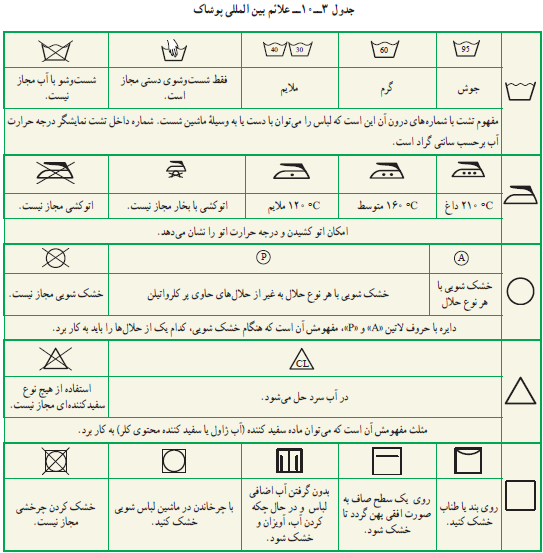 جدول ۳ــ۱۰ــ علائم بین المللی پوشاک
95
60
40 30
جوش
گرم
ملایم
فقط شست‌وشوی دستی مجاز
است.
شست‌وشو با آب مجاز
نیست.
مفهوم تشت با شماره‌های درون آن این است که لباس را می‌توان با دست یا به وسیلهٔ ماشین شست. شماره داخل تشت نمایشگر درجه حرارت
آب برحسب سانتی گراد است.
۲۱۰ °C داغ
۱۶۰ °C متوسط
۱۲۰ °C ملایم
اتوکشی با بخار مجاز نیست.
اتوکشی مجاز نیست.
امکان اتو کشیدن و درجه حرارت اتو را نشان می‌دهد.
A
P
خشک شویی با
هر نوع حلال
خشک شویی با هر نوع حلال به غیر از حلال‌های حاوی پر کلرواتیلن
خشک شویی مجاز نیست.
دایره با حروف لاتین «A» و «P»، مفهومش آن است که هنگام خشک شویی، کدام یک از حلال‌ها را باید به کار برد.
CL
در آب سرد حل می‌شود.
استفاده از هیچ نوع
سفیدکننده‌ای مجاز نیست.
مثلث مفهومش آن است که می‌توان ماده سفید کننده (آب ژاول یا سفید کننده محتوی کلر) به کار برد.
روی بند یا طناب
خشک کنید.
روی یک سطح صاف به
صورت افقی پهن گردد تا
خشک شود.
بدون گرفتن آب اضافی
لباس و در حال چکه
کردن آب، آویزان و
خشک شود.
با چرخاندن در ماشین لباس شویی
خشک کنید.
خشک کردن چرخشی
مجاز نیست.